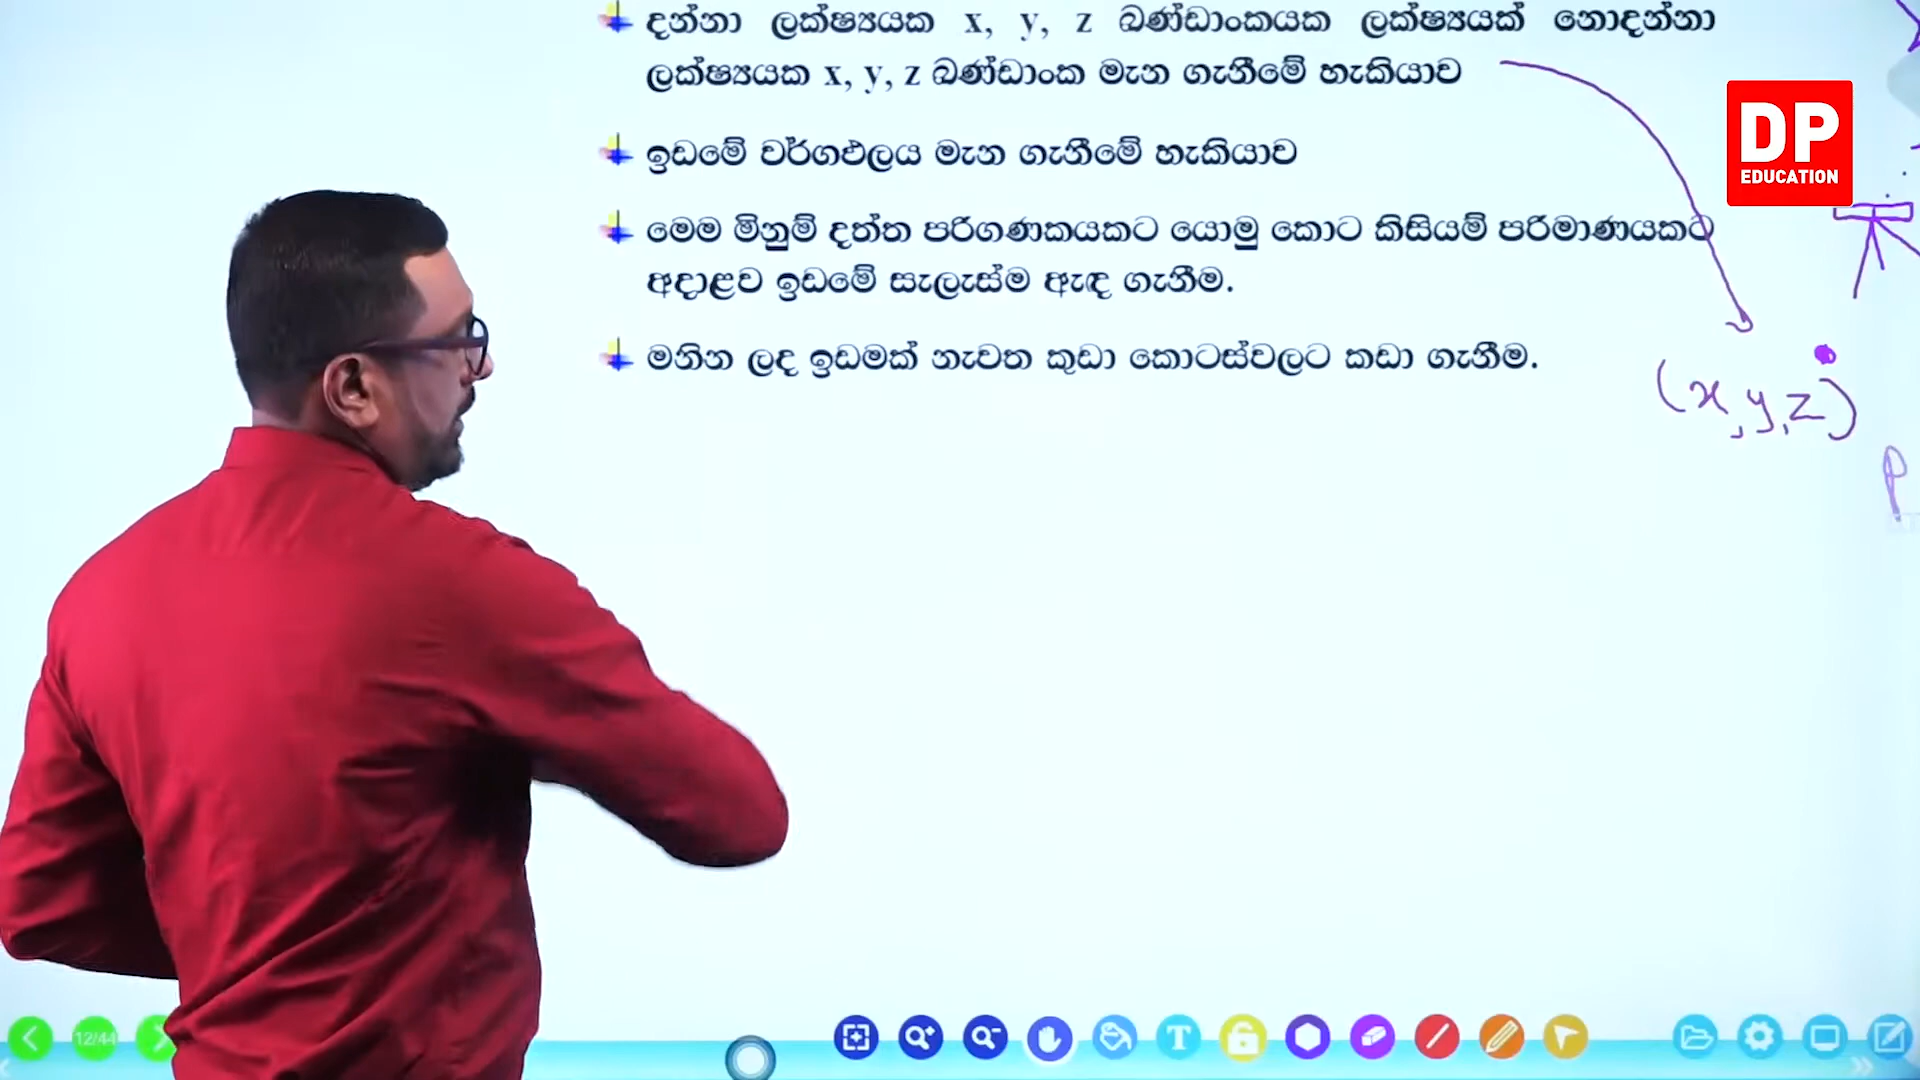 දන්නා ලක්ෂ්‍යයක x, y, z ඛණ්ඩාංකයක ලක්ෂ්‍යයක් නොදන්නා
ලක්ෂ්‍යයක x, y, z ඛණ්ඩාංක මැන ගැනීමේ හැකියාව
DP
EDUCATION
ඉඩමේ වර්ගඵලය මැන ගැනීමේ හැකියාව
මෙම මිනුම් දත්ත පරිගණකයකට යොමු කොට කිසියම් පරිමාණයකට
අදාළව ඉඩමේ සැලැස්ම ඇඳ ගැනීම.
මනින ලද ඉඩමක් නැවත කුඩා කොටස්වලට කඩා ගැනීම.
(x, y, z)
P
12/44
T